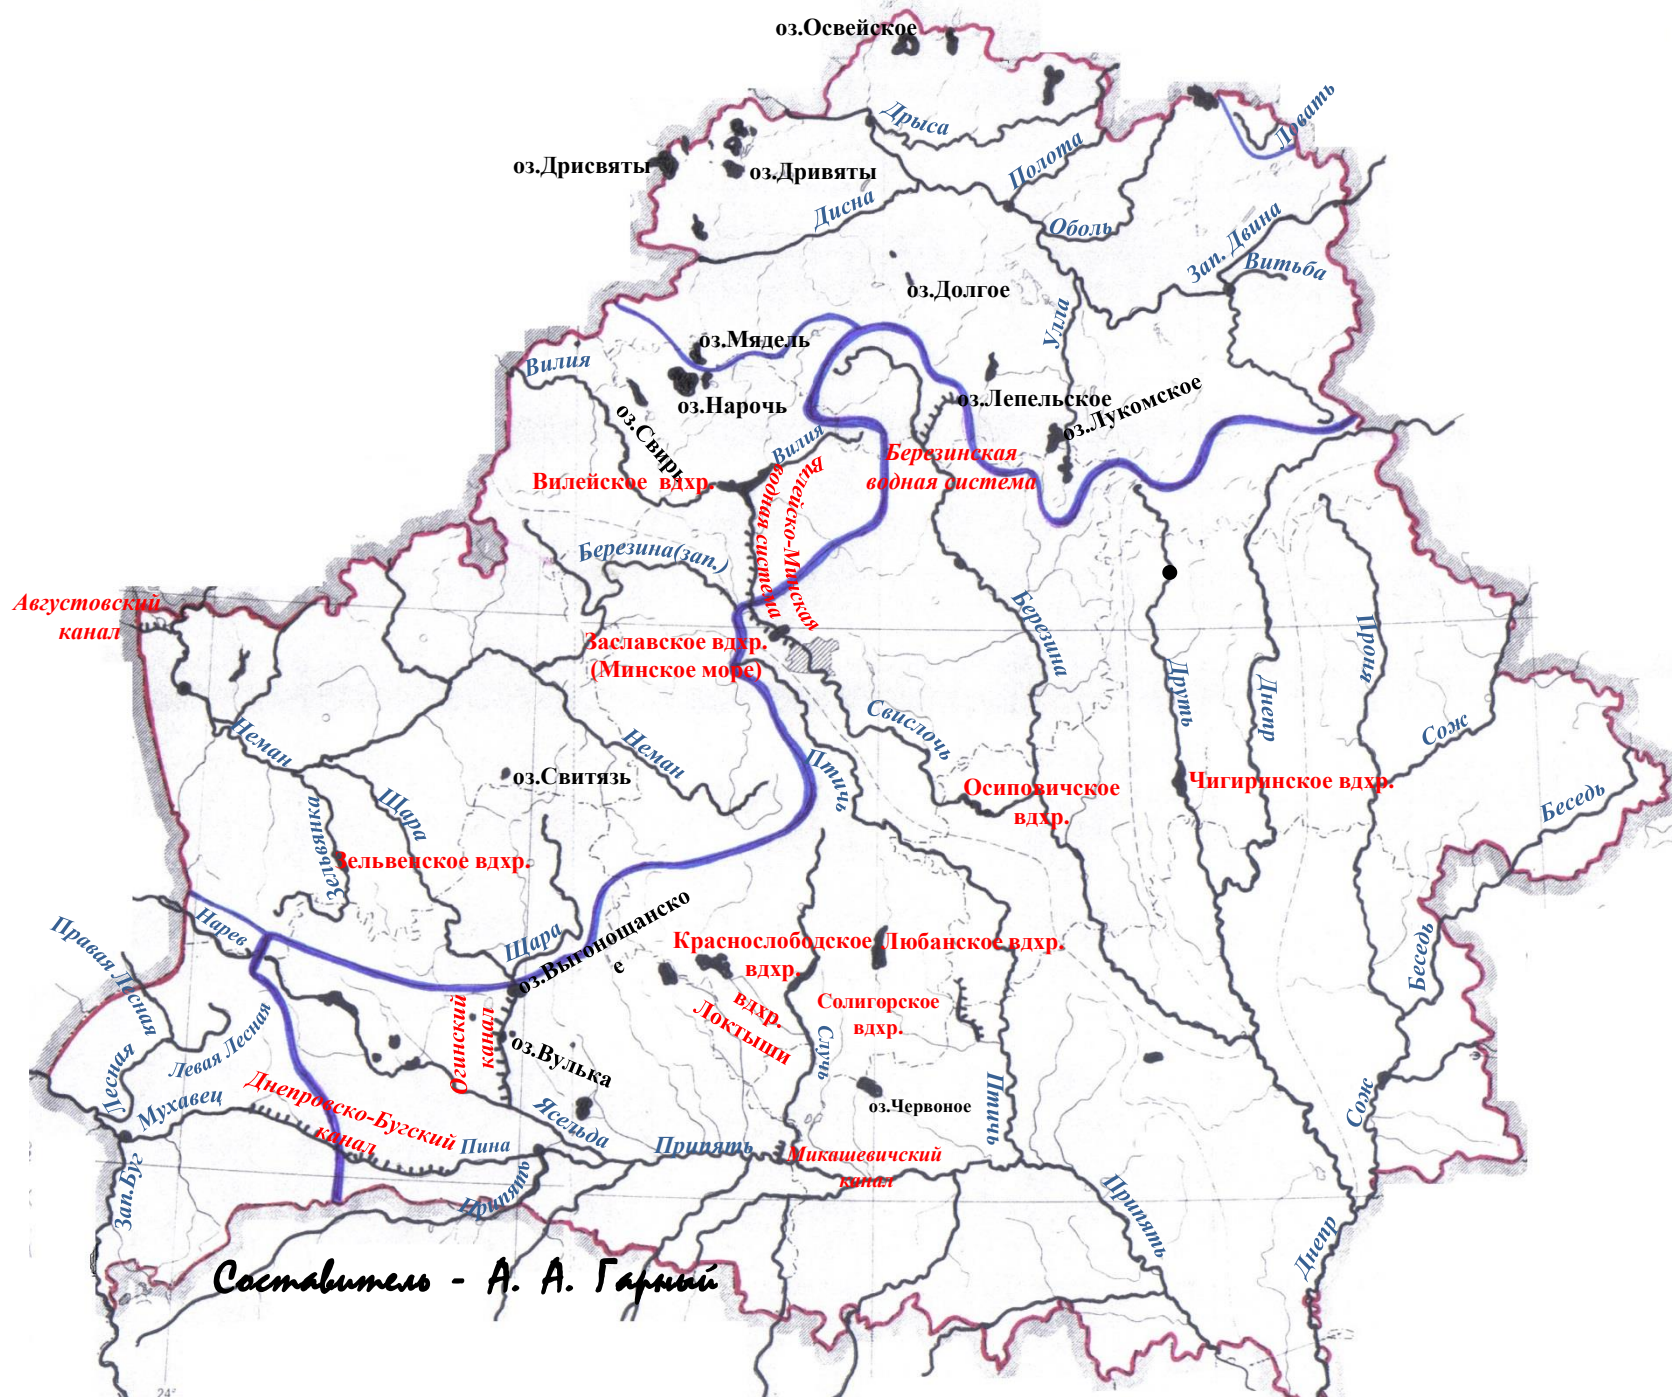 оз.Освейское
Дрыса
Ловать
оз.Дрисвяты
оз.Дривяты
Полота
Дисна
Оболь
Зап. Двина
Витьба
оз.Долгое
Улла
оз.Мядель
Вилия
оз.Нарочь
оз.Лепельское
оз.Лукомское
оз.Свирь
Вилия
Березинская
водная система
Вилейское вдхр.
Вилейско-Минская
водная система
Березина(зап.)
Августовский
канал
Березина
Проня
Заславское вдхр.
(Минское море)
Друть
Днепр
Свислочь
Сож
Неман
Неман
Птичь
оз.Свитязь
Осиповичское
вдхр.
Чигиринское вдхр.
Щара
Зельвянка
Беседь
Зельвенское вдхр.
Нарев
Правая Лесная
Щара
оз.Выгонощанско
е
Краснослободское
вдхр.
Любанское вдхр.
Беседь
вдхр.
Локтыши
Солигорское
вдхр.
Огинский
канал
Левая Лесная
Лесная
Случь
оз.Вулька
Мухавец
Днепровско-Бугский
канал
Ясельда
оз.Червоное
Птичь
Сож
Пина
Припять
Микашевичский
канал
Зап.Буг
Припять
Припять
Днепр
Составитель - А. А. Гарный
24°